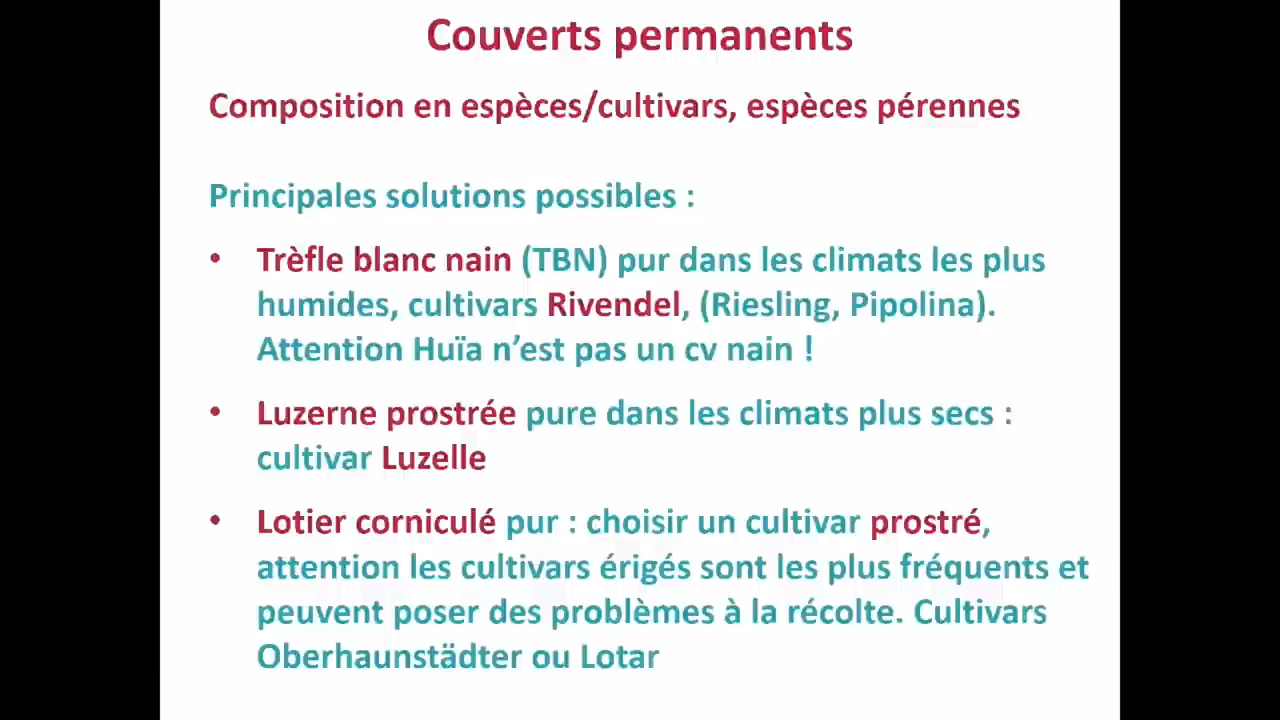 Couverts permanents
Composition en espèces/cultivars, espèces pérennes
Principales solutions possibles :
• Trèfle blanc nain (TBN) pur dans les climats les plus
humides, cultivars Rivendel, (Riesling, Pipolina).
Attention Huïa n’est pas un cv nain !
• Luzerne prostrée pure dans les climats plus secs :
cultivar Luzelle
• Lotier corniculé pur : choisir un cultivar prostré,
attention les cultivars érigés sont les plus fréquents et
peuvent poser des problèmes à la récolte. Cultivars
Oberhaunstädter ou Lotar